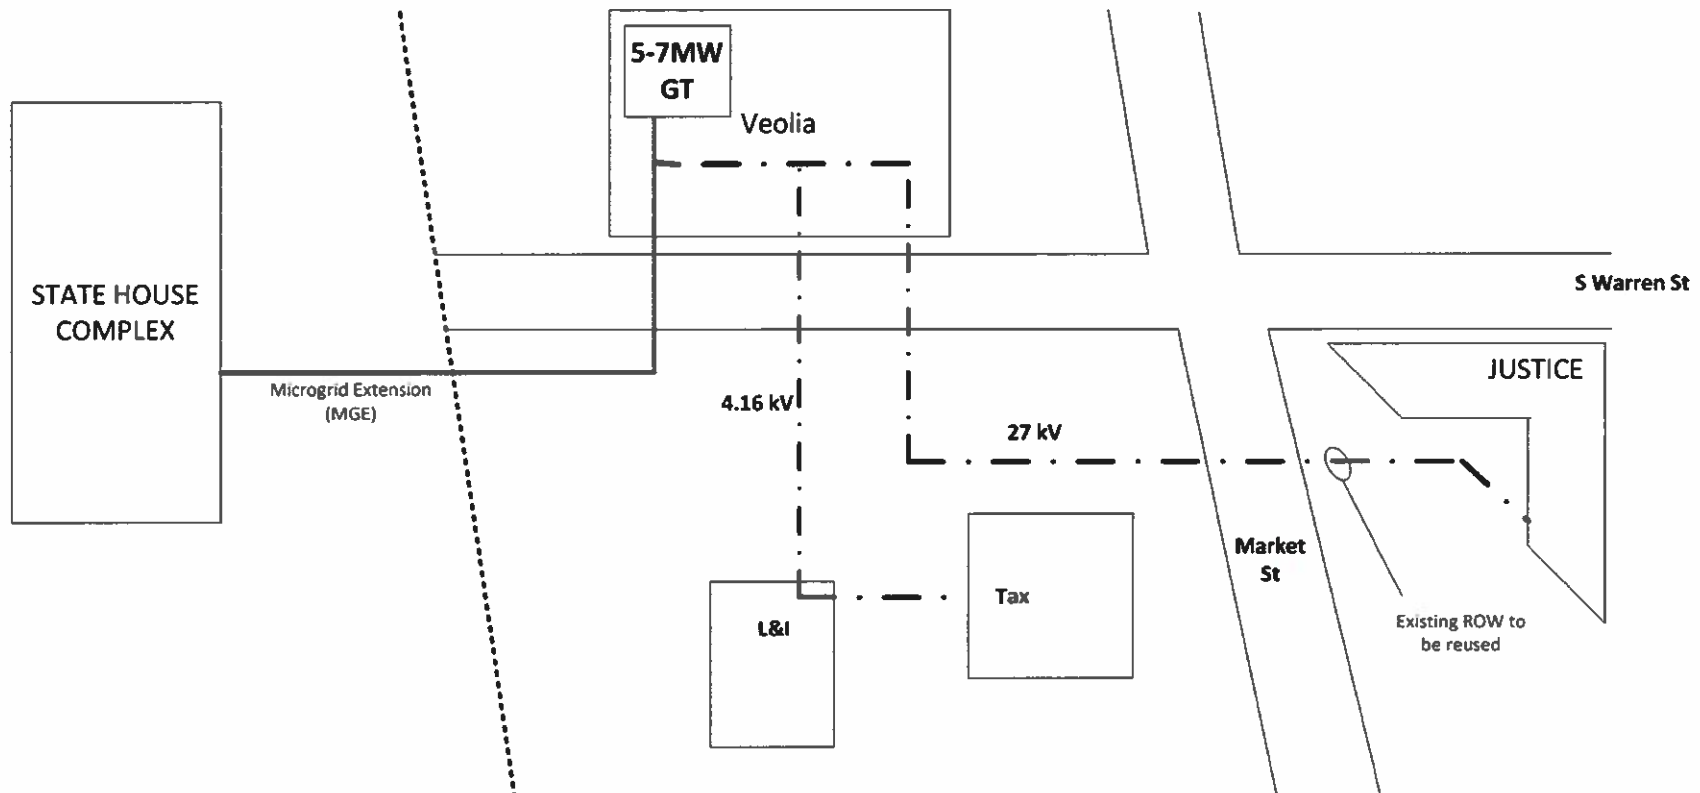 5-7MW
GT
Veolia
STATE HOUSE
COMPLEX
S Warren St
JUSTICE
Microgrid Extension
(MGE)
4.16 kV
27 kV
Market
St
Tax
L&I
Existing ROW to
be reused